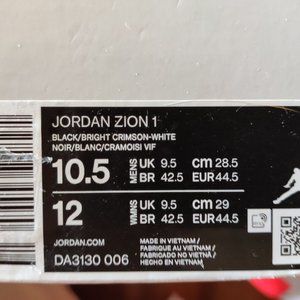 JORDAN ZION 1
BLACK/BRIGHT CRIMSON-WHITE
NOIR/BLANC/CRAMOISI VIF
10.5 MENS UK 9.5 cm 28.5
BR 42.5 EUR 44.5
12 WMNS UK 9.5 cm 29
BR 42.5 EUR 44.5
JORDAN.COM
DA3130 006
MADE IN VIETNAM /
FABRIQUÉ AU VIETNAM /
FABRICADO NO VIETNAM /
HECHO EN VIETNAM